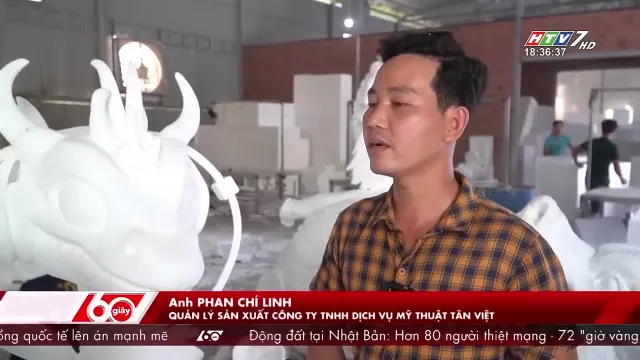 HTV7 HD
18:36:37
Anh PHAN CHÍ LINH
QUẢN LÝ SẢN XUẤT CÔNG TY TNHH DỊCH VỤ MỸ THUẬT TÂN VIỆT
60 giây
ồng quốc tế lên án mạnh mẽ Động đất tại Nhật Bản: Hơn 80 người thiệt mạng - 72 "giờ vàng